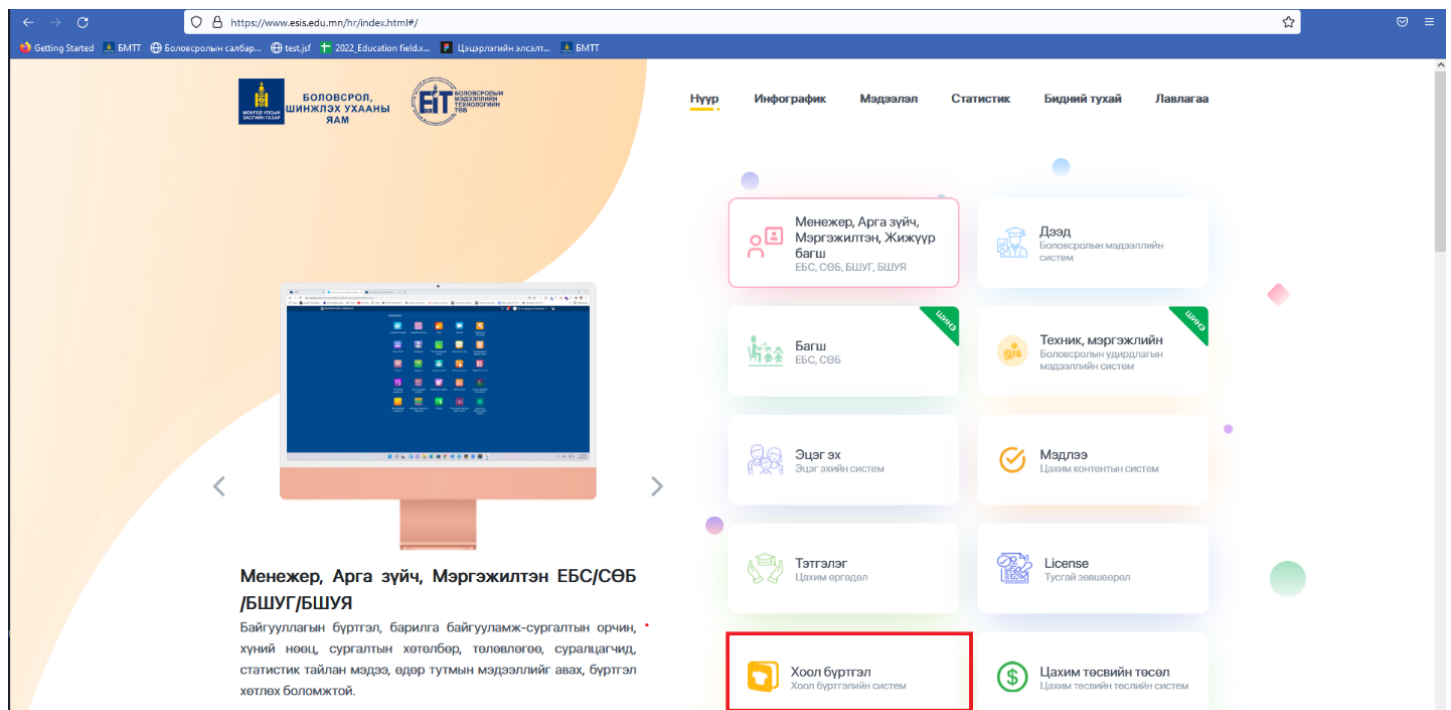 https://www.esis.edu.mn/hr/index.html#/
Getting Started БМТТ Боловсролын салбар... test.jsf 2022_Education field.x... Цэцэрлэгийн элсэлт... БМТТ
МОНГОЛ УЛСЫН
ЗАСГИЙН ГАЗАР
БОЛОВСРОЛ,
ШИНЖЛЭХ УХААНЫ
ЯАМ
EIT
БОЛОВСРОЛЫН
МЭДЭЭЛЛИЙН
ТЕХНОЛОГИЙН
ТӨВ
Нүүр Инфографик Мэдээлэл Статистик Бидний тухай Лавлагаа
Менежер, Арга зүйч,
Мэргэжилтэн, Жижүүр
багш
ЕБС, СӨБ, БШУГ, БШУЯ
Дээд
Боловсролын мэдээллийн
систем
Багш
ЕБС, СӨБ
ШИНЭ
Техник, мэргэжлийн
Боловсролын удирдлагын
мэдээллийн систем
ШИНЭ
Эцэг эх
Эцэг эхийн систем
Мэдлээ
Цахим контентын систем
Тэтгэлэг
Цахим өргөдөл
License
Тусгай зөвшөөрөл
Хоол бүртгэл
Хоол бүртгэлийн систем
Цахим төсвийн төсөл
Цахим төсвийн төслийн систем
Менежер, Арга зүйч, Мэргэжилтэн ЕБС/СӨБ
/БШУГ/БШУЯ
Байгууллагын бүртгэл, барилга байгууламж-сургалтын орчин,
хүний нөөц, сургалтын хөтөлбөр, төлөвлөгөө, суралцагчид,
статистик тайлан мэдээ, өдөр тутмын мэдээллийг авах, бүртгэл
хөтлөх боломжтой.